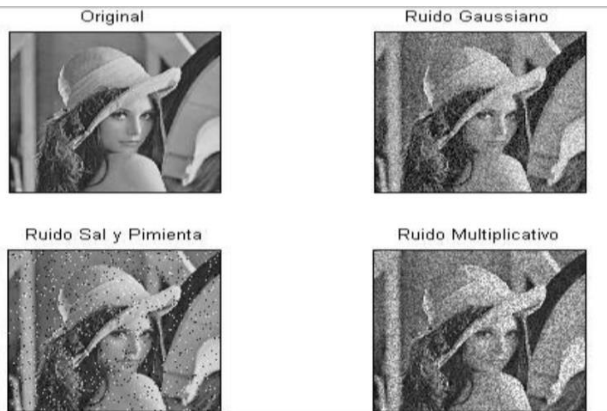 Original
Ruido Gaussiano
Ruido Sal y Pimienta
Ruido Multiplicativo